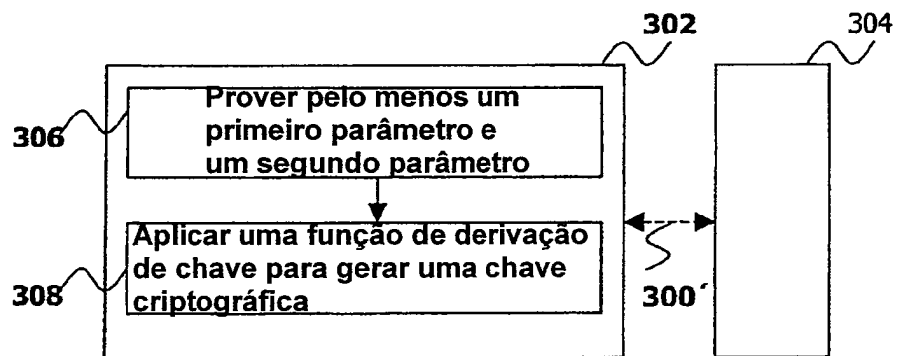 302
304
306
Prover pelo menos um
primeiro parâmetro e
um segundo parâmetro
308
Aplicar uma função de derivação
de chave para gerar uma chave
criptográfica
300´